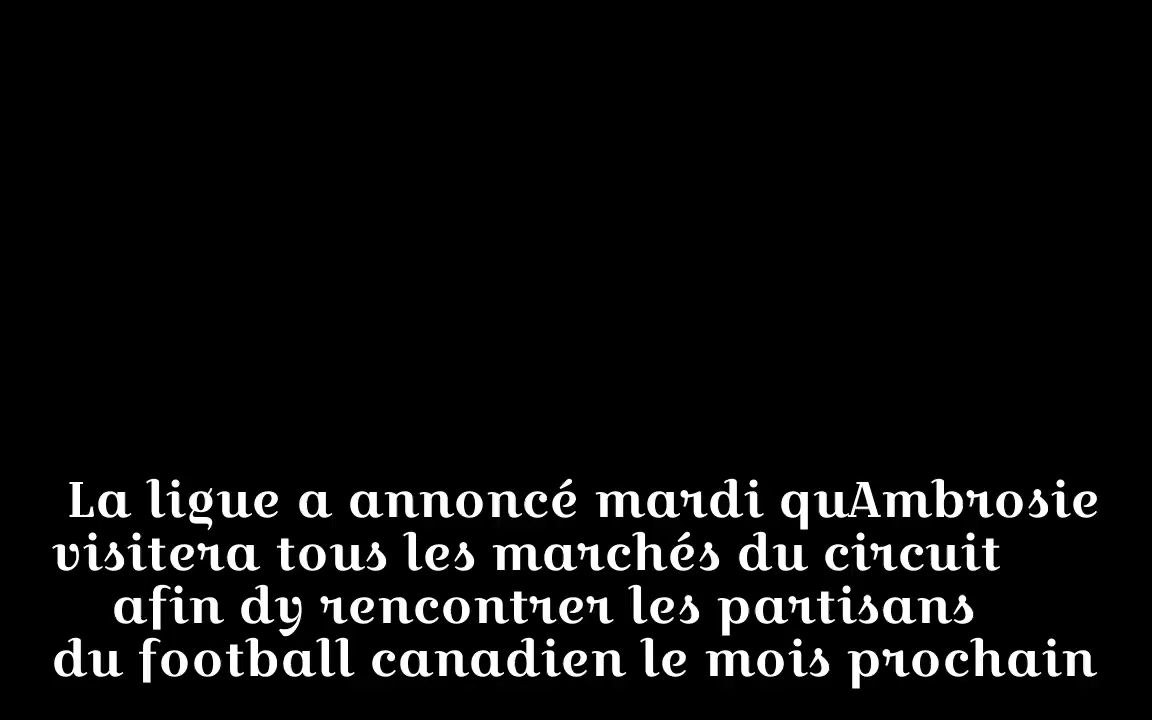 La ligue a annoncé mardi quAmbrosie
visitera tous les marchés du circuit
afin dy rencontrer les partisans
du football canadien le mois prochain